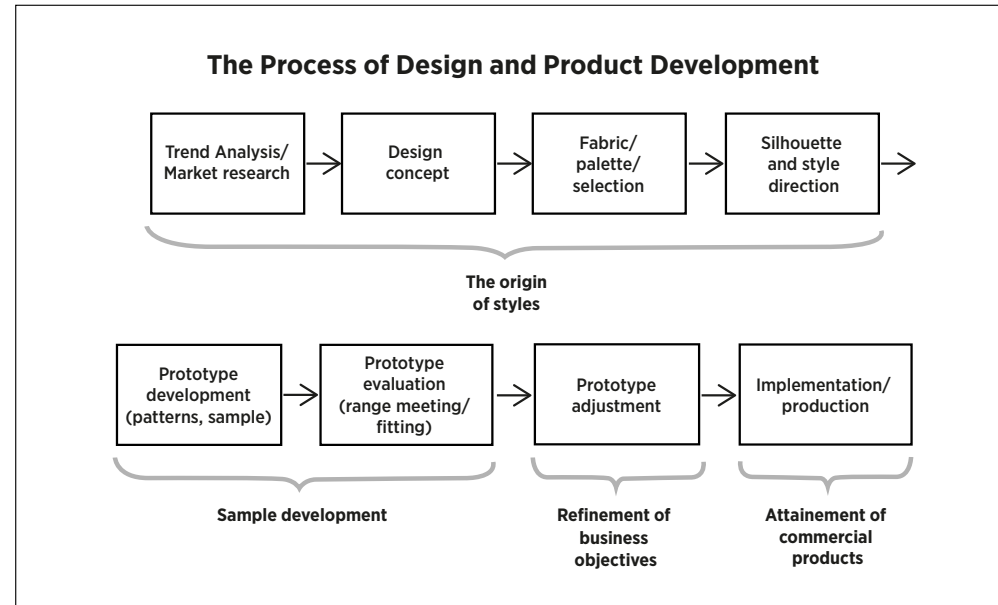 The Process of Design and Product Development
Trend Analysis/
Market research
Design
concept
Fabric/
palette/
selection
Silhouette
and style
direction
The origin
of styles
Prototype
development
(patterns, sample)
Prototype
evaluation
(range meeting/
fitting)
Prototype
adjustment
Implementation/
production
Sample development
Refinement of
business
objectives
Attainement of
commercial
products